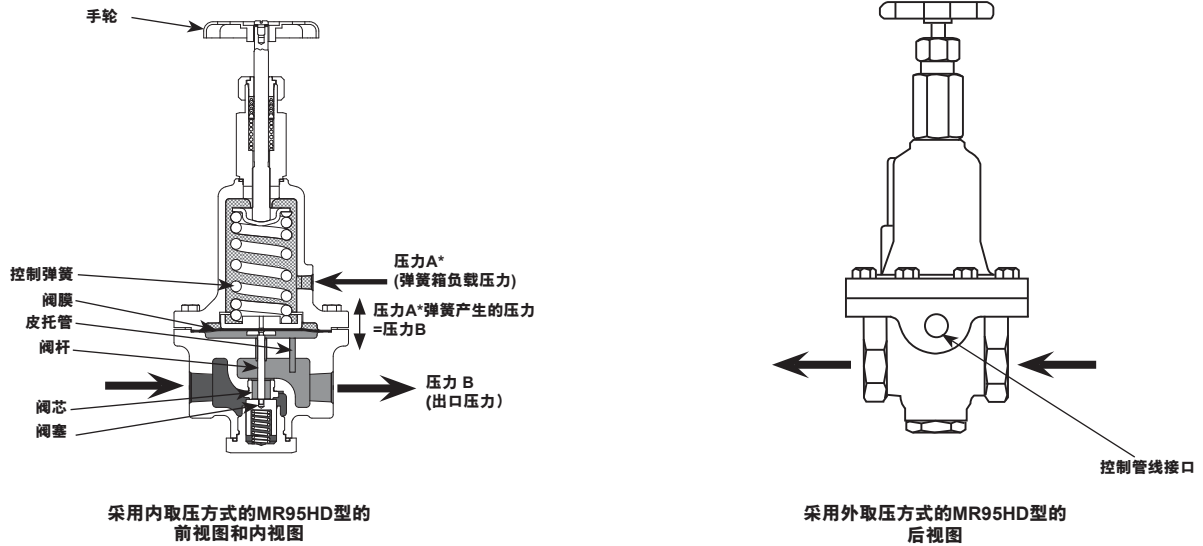 手轮
压力A*
(弹簧箱负载压力)
控制弹簧
阀膜
压力A*弹簧产生的压力
=压力B
皮托管
阀杆
压力 B
(出口压力）
阀芯
阀塞
控制管线接口
采用内取压方式的MR95HD型的
前视图和内视图
采用外取压方式的MR95HD型的
后视图